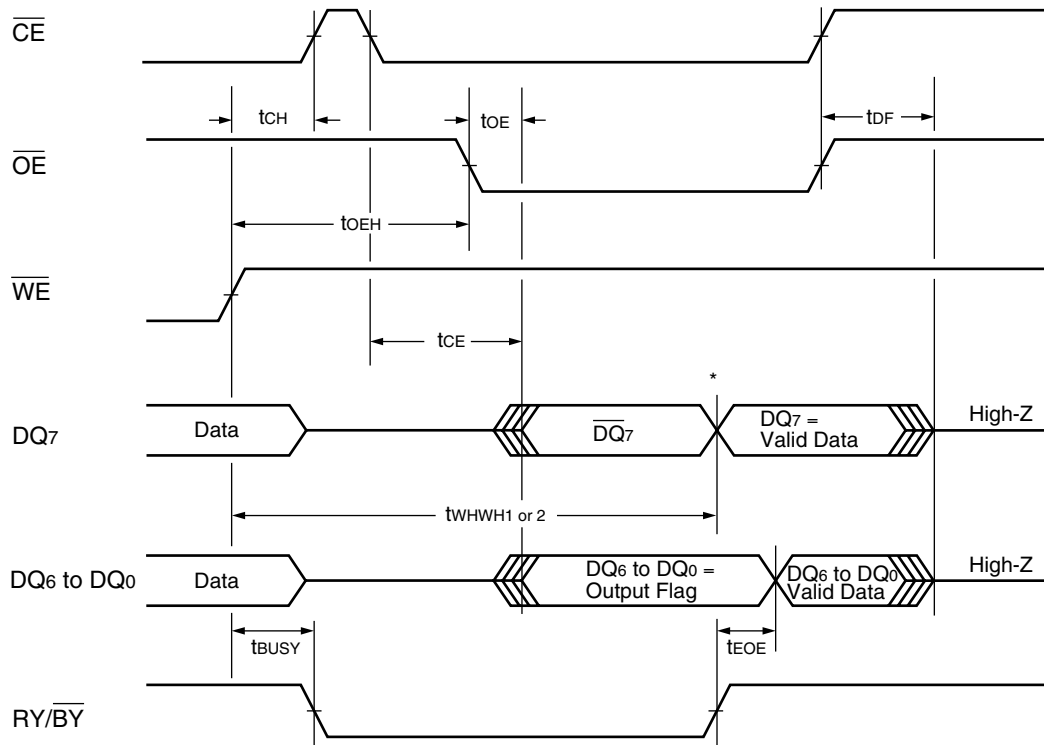 CE
tCH
tOE
tDF
OE
tOEH
WE
tCE
*
DQ7
Data
DQ7
DQ7 =
Valid Data
High-Z
tWHWH1 or 2
DQ6 to DQ0
Data
DQ6 to DQ0 =
Output Flag
DQ6 to DQ0
Valid Data
High-Z
tBUSY
tEOE
RY/BY